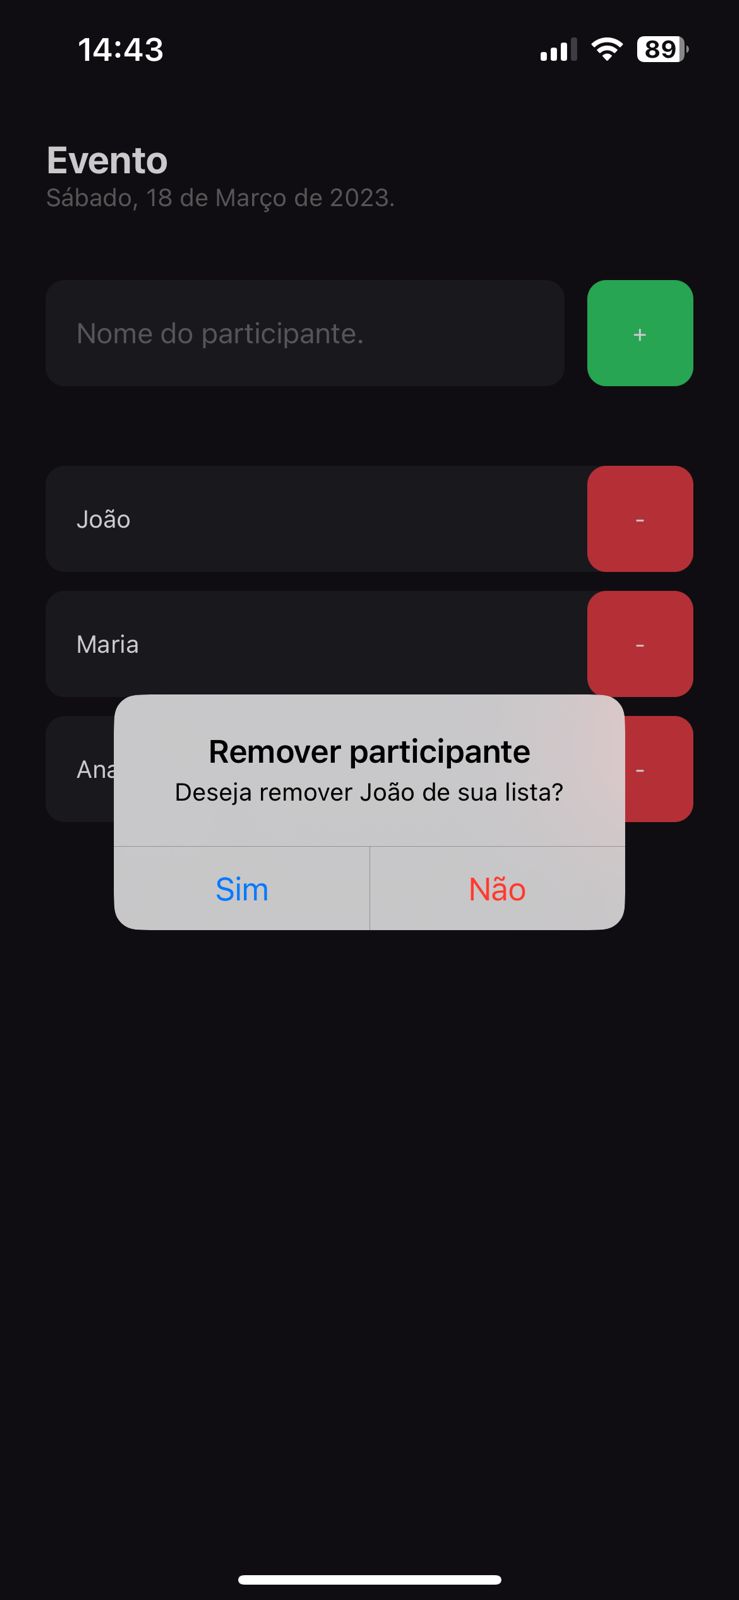 14:43
89
Evento
Sábado, 18 de Março de 2023.
Nome do participante.
+
João
-
Maria
-
Ana
-
Remover participante
Deseja remover João de sua lista?
Sim
Não